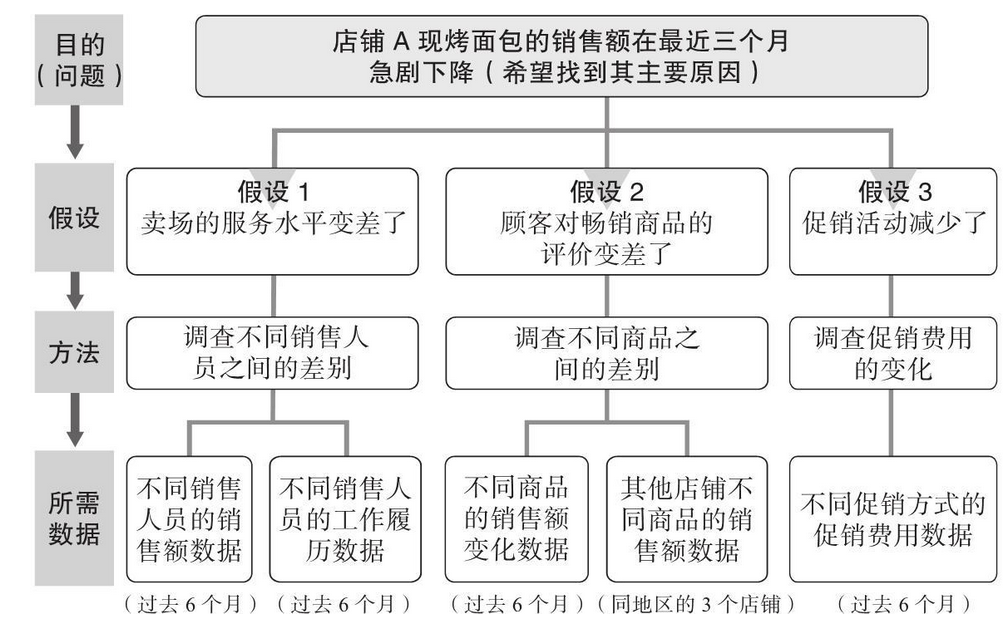 目的
(问题)
店铺 A 现烤面包的销售额在最近三个月
急剧下降(希望找到其主要原因)
假设
假设 1
卖场的服务水平变差了
假设 2
顾客对畅销商品的
评价变差了
假设 3
促销活动减少了
方法
调查不同销售人
员之间的差别
调查不同商品之
间的差别
调查促销费用
的变化
所需
数据
不同销售
人员的销
售额数据
(过去 6 个月)
不同销售人
员的工作履
历数据
(过去 6 个月)
不同商品
的销售额
变化数据
(过去 6 个月)
其他店铺不
同商品的销
售额数据
(同地区的 3 个店铺)
不同促销方式的
促销费用数据
(过去 6 个月)